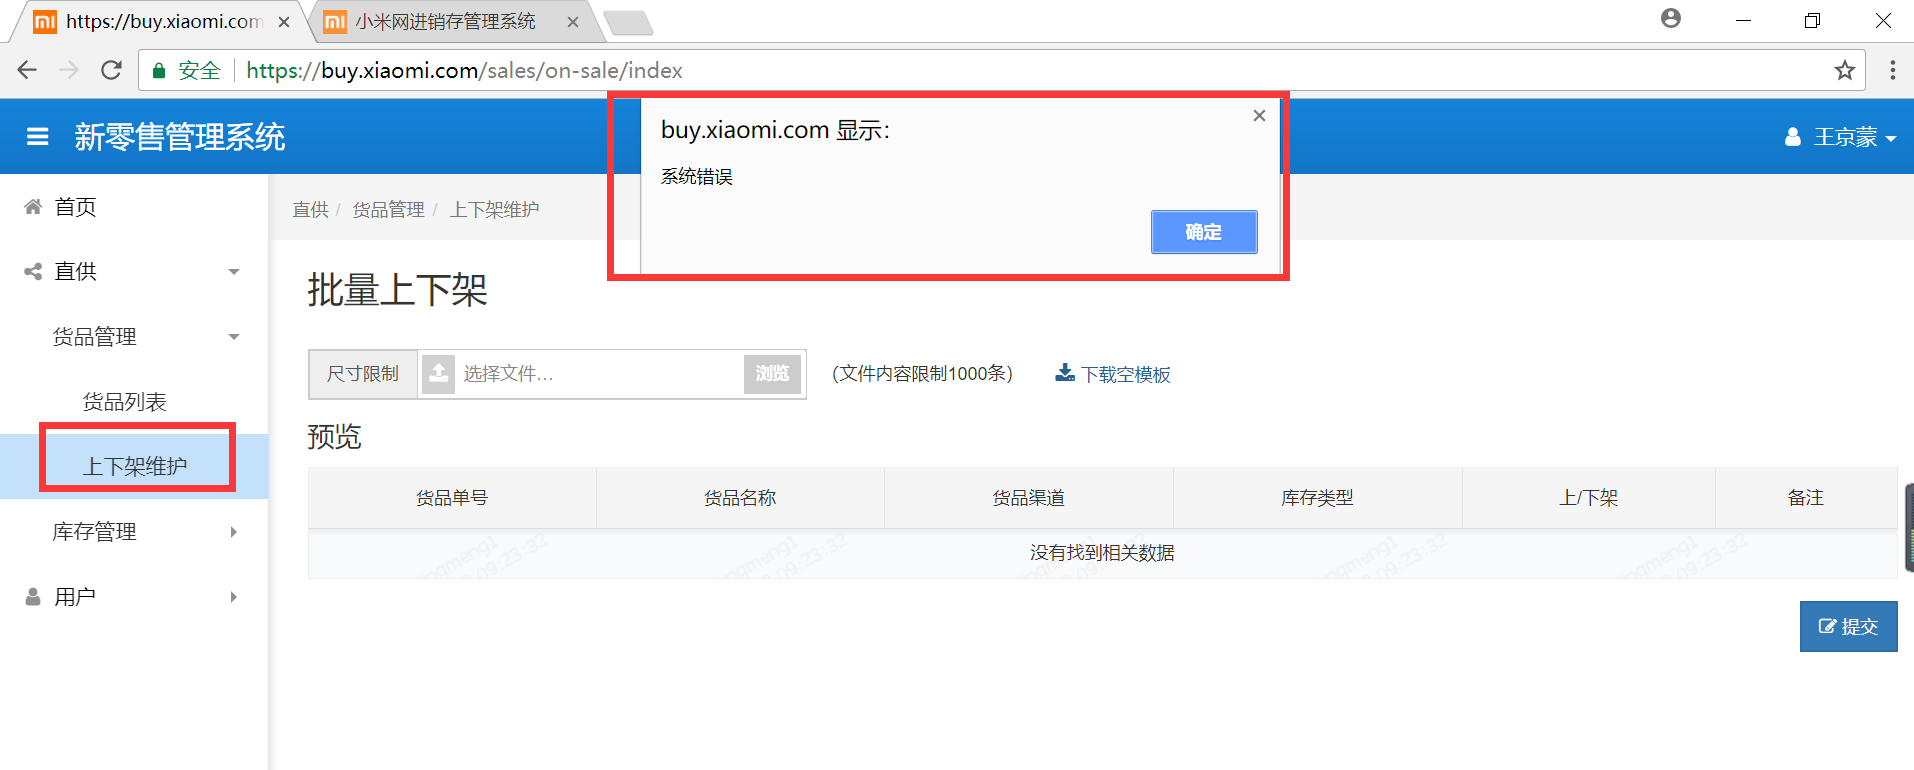 https://buy.xiaomi.com
小米网进销存管理系统
安全
https://buy.xiaomi.com/sales/on-sale/index
新零售管理系统
王京蒙
buy.xiaomi.com 显示:
系统错误
确定
首页
直供
货品管理
货品列表
上下架维护
库存管理
用户
直供 / 货品管理 / 上下架维护
批量上下架
尺寸限制 选择文件... 浏览 (文件内容限制1000条) 下载空模板
预览
货品单号 货品名称 货品渠道 库存类型 上/下架 备注
没有找到相关数据
提交